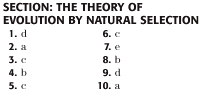 SECTION: THE THEORY OF
EVOLUTION BY NATURAL SELECTION
1. d
2. a
3. c
4. b
5. c
6. c
7. e
8. b
9. d
10. a